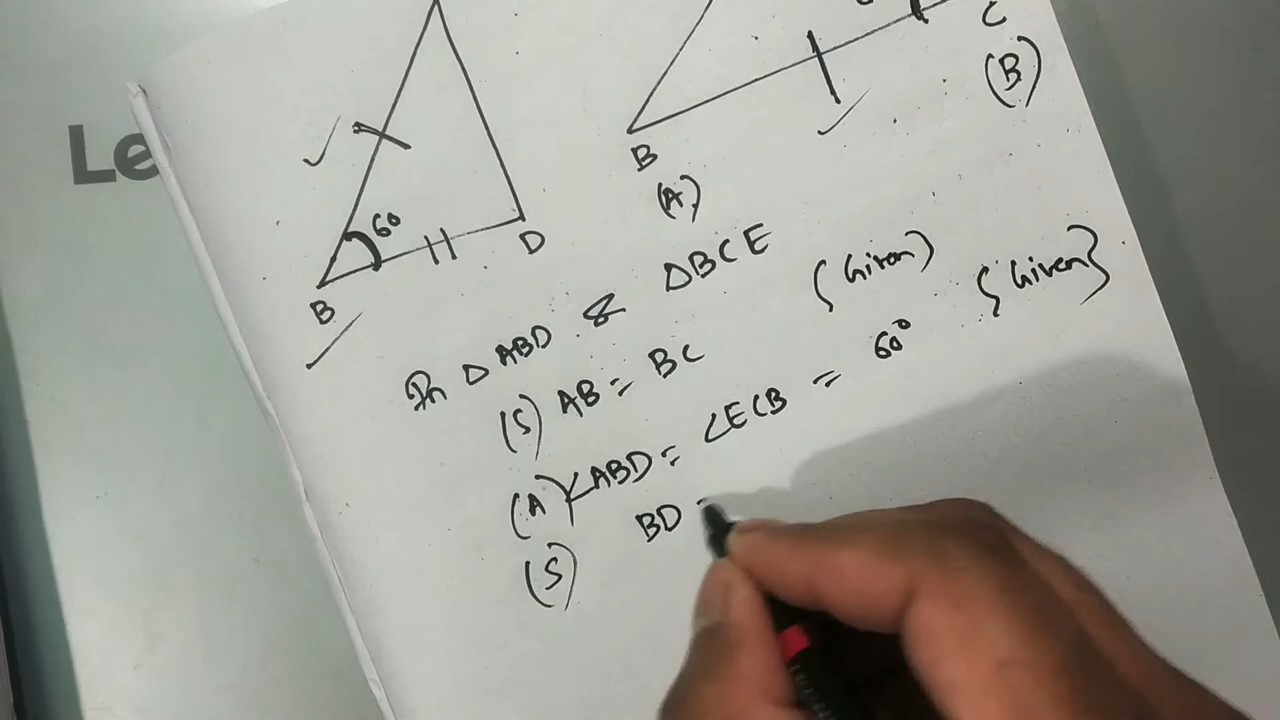 Le
C
(B)
B
(A)
60
D
B
In △ABD & △BCE
(S) AB = BC (Given)
(A) ∠ABD = ∠ECB = 60° {Given}
(S) BD =